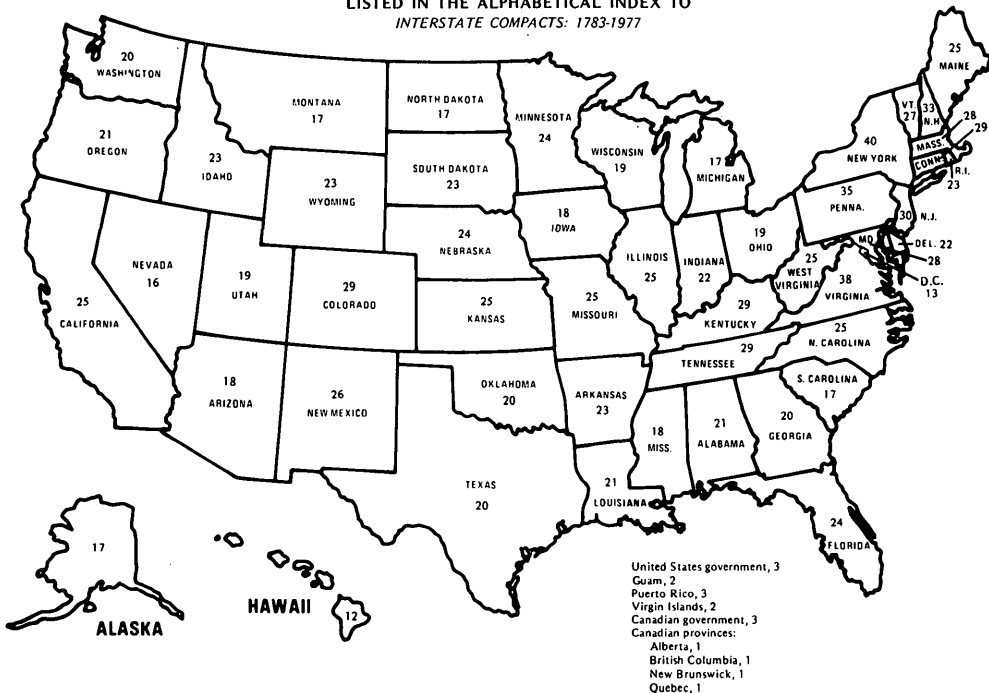 LISTED IN THE ALPHABETICAL INDEX TO
INTERSTATE COMPACTS: 1783-1977
20
WASHINGTON
21
OREGON
25
CALIFORNIA
NEVADA
16
23
IDAHO
MONTANA
17
23
WYOMING
19
UTAH
29
COLORADO
18
ARIZONA
26
NEW MEXICO
NORTH DAKOTA
17
SOUTH DAKOTA
23
24
NEBRASKA
25
KANSAS
OKLAHOMA
20
TEXAS
20
MINNESOTA
24
18
IOWA
25
MISSOURI
ARKANSAS
23
21
LOUISIANA
WISCONSIN
19
ILLINOIS
25
17
MICHIGAN
INDIANA
22
19
OHIO
29
KENTUCKY
29
TENNESSEE
18
MISS.
21
ALABAMA
20
GEORGIA
24
FLORIDA
S. CAROLINA
17
25
N. CAROLINA
38
VIRGINIA
25
WEST
VIRGINIA
35
PENNA.
40
NEW YORK
25
MAINE
VT.
27
33
N.H.
28
MASS.
29
CONN.
R.I.
23
30
N.J.
MD.
DEL. 22
28
D.C.
13
17
ALASKA
HAWAII
12
United States government, 3
Guam, 2
Puerto Rico, 3
Virgin Islands, 2
Canadian government, 3
Canadian provinces:
Alberta, 1
British Columbia, 1
New Brunswick, 1
Quebec, 1